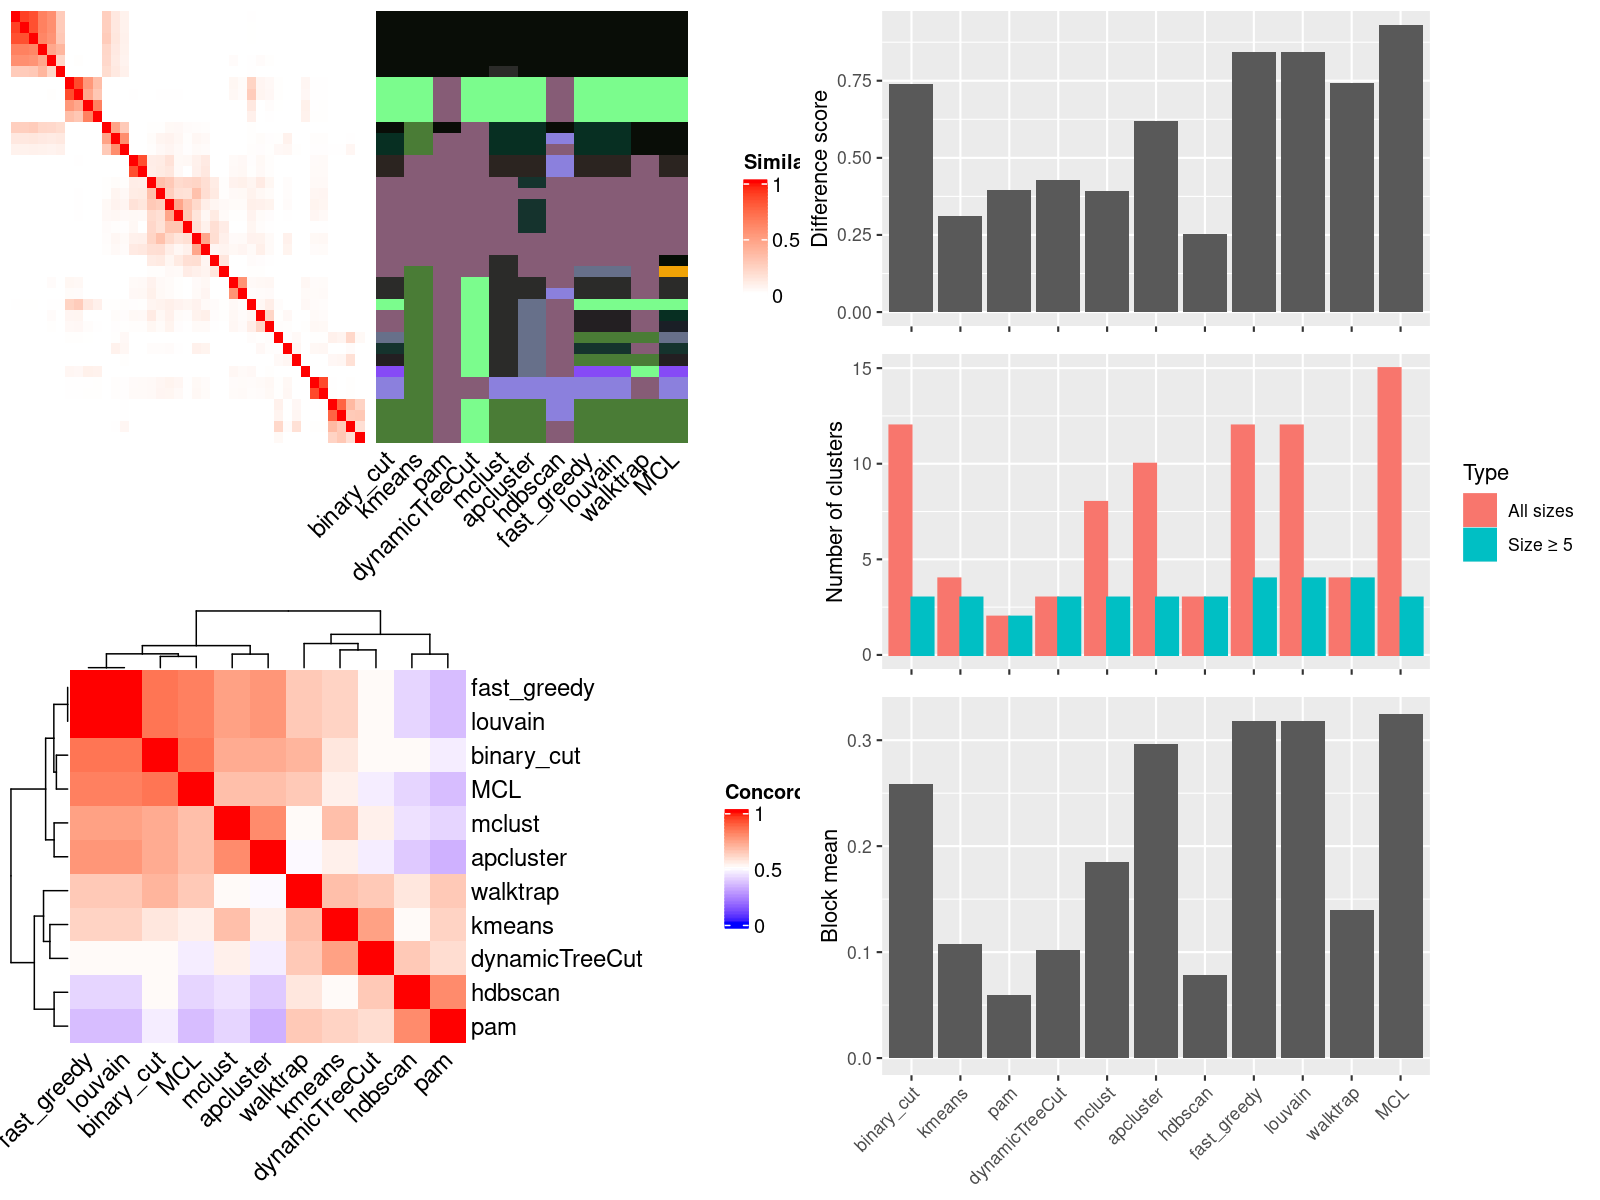 Simila
1
0.5
0
binary_cut
kmeans
pam
dynamicTreeCut
mclust
apcluster
hdbscan
fast_greedy
louvain
walktrap
MCL
fast_greedy
louvain
binary_cut
MCL
mclust
apcluster
walktrap
kmeans
dynamicTreeCut
hdbscan
pam
Concord
1
0.5
0
fast_greedy
louvain
binary_cut
MCL
mclust
apcluster
walktrap
kmeans
dynamicTreeCut
hdbscan
pam
Difference score
0.75
0.50
0.25
0.00
Number of clusters
15
10
5
0
Type
All sizes
Size ≥ 5
Block mean
0.3
0.2
0.1
0.0
binary_cut
kmeans
pam
dynamicTreeCut
mclust
apcluster
hdbscan
fast_greedy
louvain
walktrap
MCL